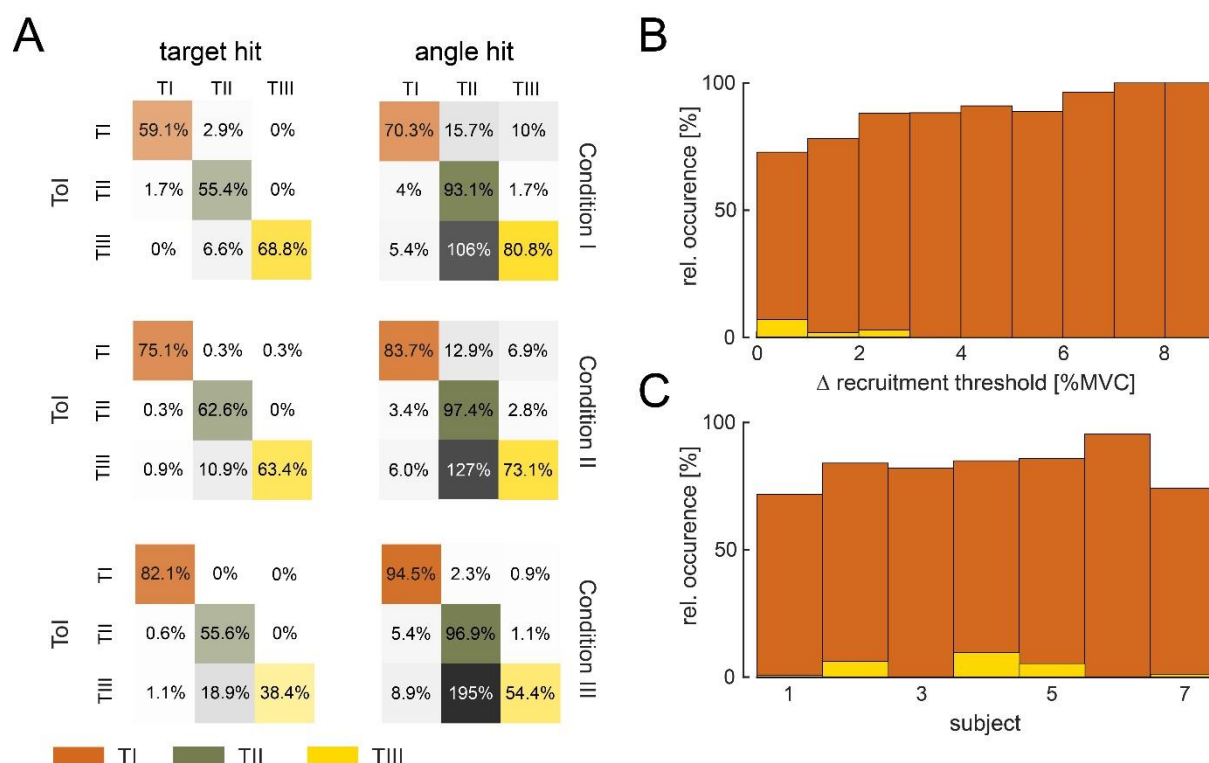 A
target hit
angle hit
TI TII TIII
TI TII TIII
ToI
TI 59.1% 2.9% 0%
TII 1.7% 55.4% 0%
TIII 0% 6.6% 68.8%
70.3% 15.7% 10%
4% 93.1% 1.7%
5.4% 106% 80.8%
Condition I
ToI
TI 75.1% 0.3% 0.3%
TII 0.3% 62.6% 0%
TIII 0.9% 10.9% 63.4%
83.7% 12.9% 6.9%
3.4% 97.4% 2.8%
6.0% 127% 73.1%
Condition II
ToI
TI 82.1% 0% 0%
TII 0.6% 55.6% 0%
TIII 1.1% 18.9% 38.4%
94.5% 2.3% 0.9%
5.4% 96.9% 1.1%
8.9% 195% 54.4%
Condition III
TI TII TIII
B
rel. occurence [%]
100
50
0
0 2 4 6 8
Δ recruitment threshold [%MVC]
C
rel. occurence [%]
100
50
0
1 3 5 7
subject